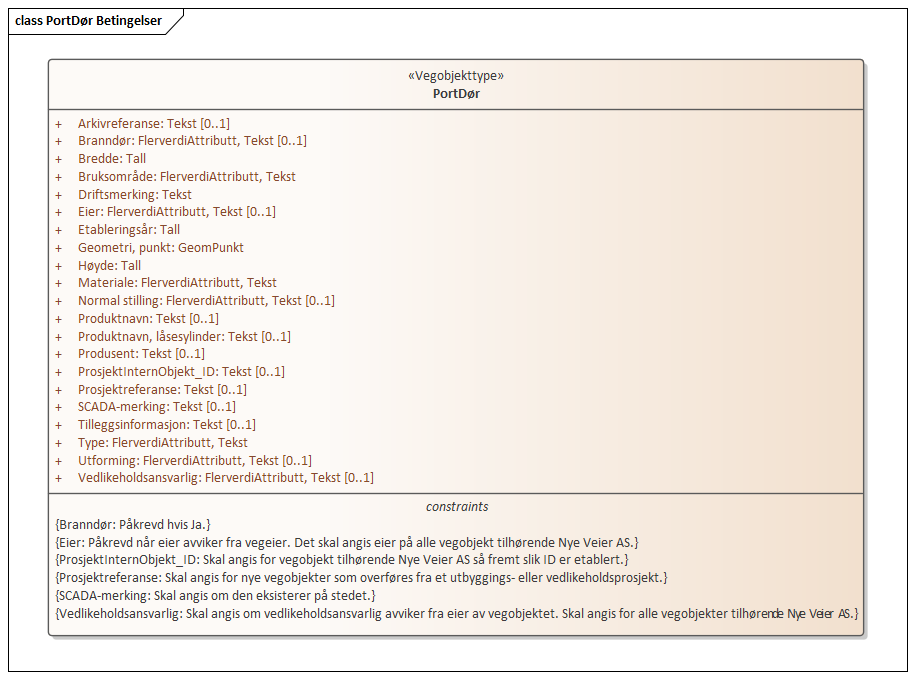 class PortDør Betingelser
«Vegobjekttype»
PortDør
+ Arkivreferanse: Tekst [0..1]
+ Branndør: FlerverdiAttributt, Tekst [0..1]
+ Bredde: Tall
+ Bruksområde: FlerverdiAttributt, Tekst
+ Driftsmerking: Tekst
+ Eier: FlerverdiAttributt, Tekst [0..1]
+ Etableringsår: Tall
+ Geometri, punkt: GeomPunkt
+ Høyde: Tall
+ Materiale: FlerverdiAttributt, Tekst
+ Normal stilling: FlerverdiAttributt, Tekst [0..1]
+ Produktnavn: Tekst [0..1]
+ Produktnavn, låsesylinder: Tekst [0..1]
+ Produsent: Tekst [0..1]
+ ProsjektInternObjekt_ID: Tekst [0..1]
+ Prosjektreferanse: Tekst [0..1]
+ SCADA-merking: Tekst [0..1]
+ Tilleggsinformasjon: Tekst [0..1]
+ Type: FlerverdiAttributt, Tekst
+ Utforming: FlerverdiAttributt, Tekst [0..1]
+ Vedlikeholdsansvarlig: FlerverdiAttributt, Tekst [0..1]
constraints
{Branndør: Påkrevd hvis Ja.}
{Eier: Påkrevd når eier avviker fra vegeier. Det skal angis eier på alle vegobjekt tilhørende Nye Veier AS.}
{ProsjektInternObjekt_ID: Skal angis for vegobjekt tilhørende Nye Veier AS så fremt slik ID er etablert.}
{Prosjektreferanse: Skal angis for nye vegobjekter som overføres fra et utbyggings- eller vedlikeholdsprosjekt.}
{SCADA-merking: Skal angis om den eksisterer på stedet.}
{Vedlikeholdsansvarlig: Skal angis om vedlikeholdsansvarlig avviker fra eier av vegobjektet. Skal angis for alle vegobjekter tilhørende Nye Veier AS.}